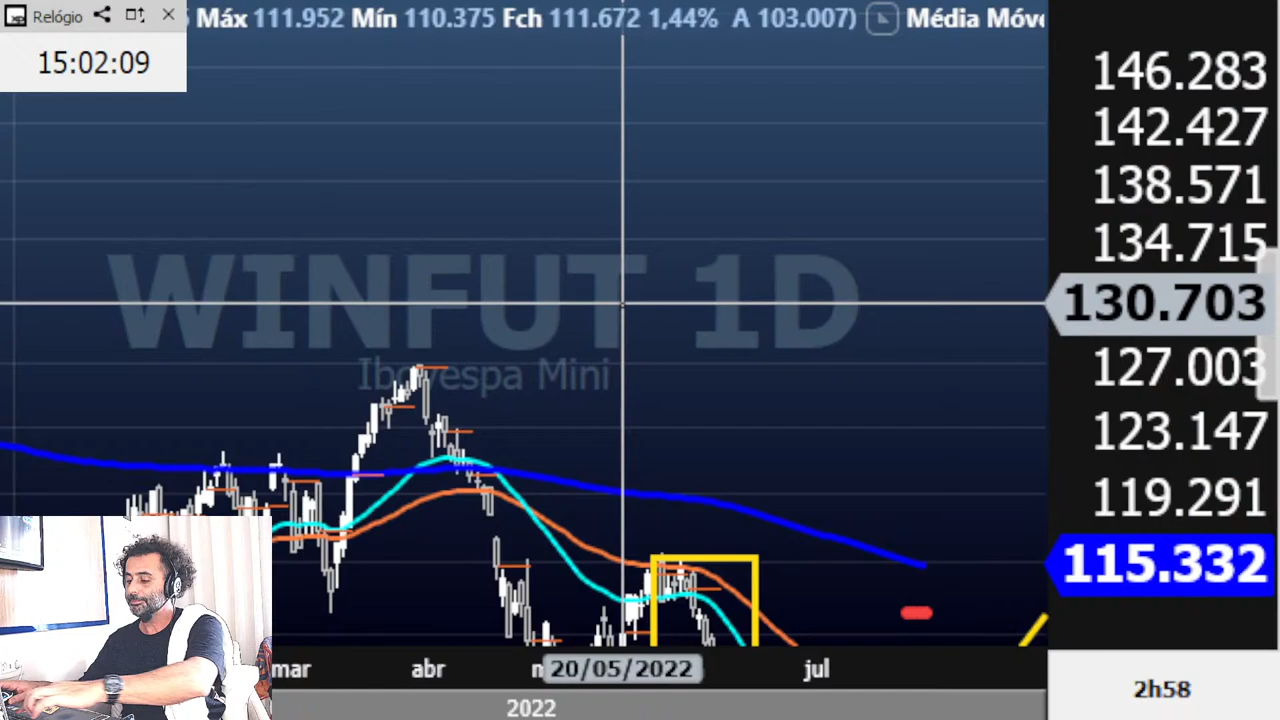 Relógio
15:02:09
Máx 111.952 Mín 110.375 Fch 111.672 1,44% A 103.007) Média Mov
146.283
142.427
138.571
134.715
130.703
127.003
123.147
119.291
115.332
WINFUT 1D
Ibovespa Mini
mar abr 20/05/2022 jul
2022
2h58